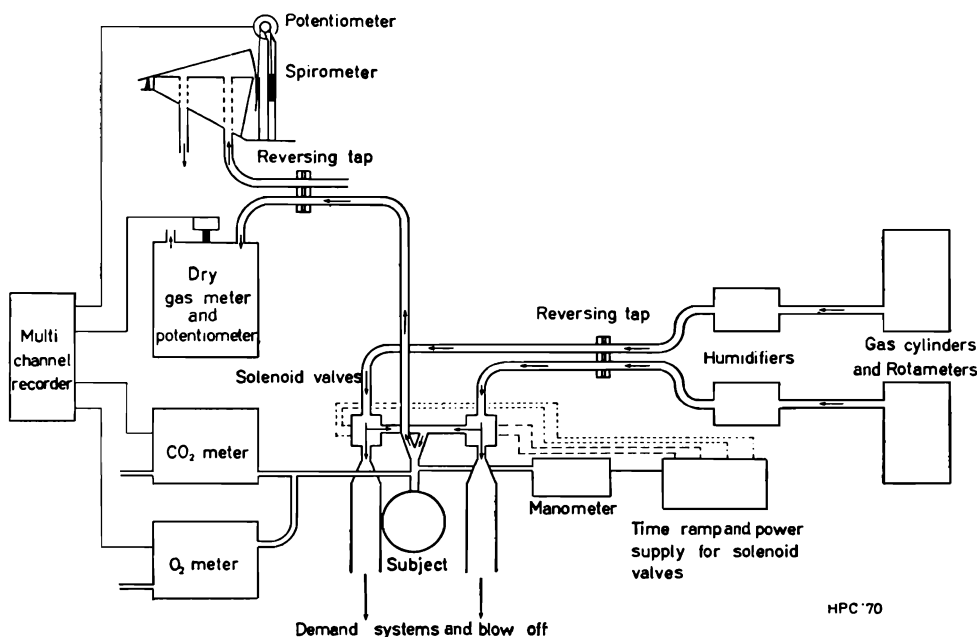 Potentiometer
Spirometer
Reversing tap
Dry
gas meter
and
potentiometer
Multi
channel
recorder
Reversing tap
Humidifiers
Gas cylinders
and Rotameters
Solenoid valves
CO₂ meter
Manometer
Time ramp and power
supply for solenoid
valves
O₂ meter
Subject
Demand systems and blow off
HPC '70